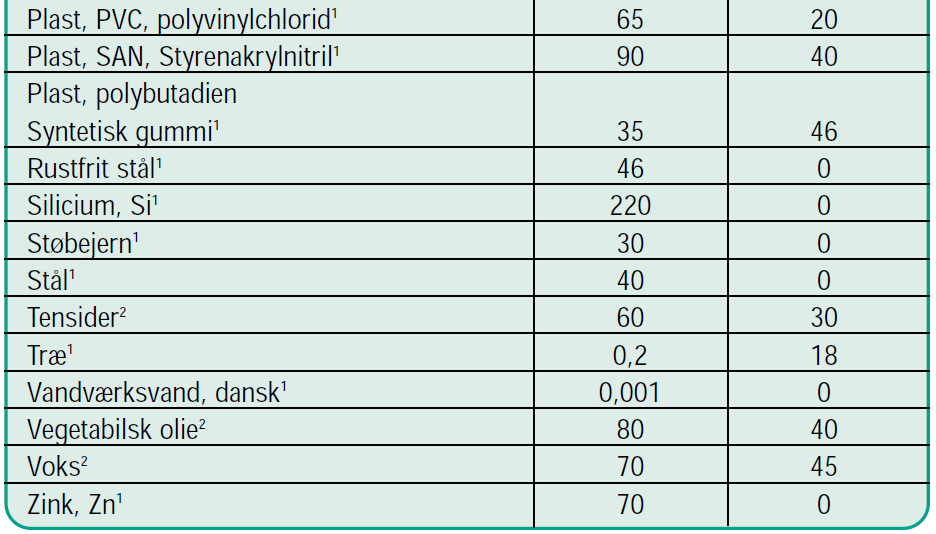 Plast, PVC, polyvinylchlorid¹ 65 20
Plast, SAN, Styrenakrylnitril¹ 90 40
Plast, polybutadien
Syntetisk gummi¹ 35 46
Rustfrit stål¹ 46 0
Silicium, Si¹ 220 0
Støbejern¹ 30 0
Stål¹ 40 0
Tensider² 60 30
Træ¹ 0,2 18
Vandværksvand, dansk¹ 0,001 0
Vegetabilsk olie² 80 40
Voks² 70 45
Zink, Zn¹ 70 0